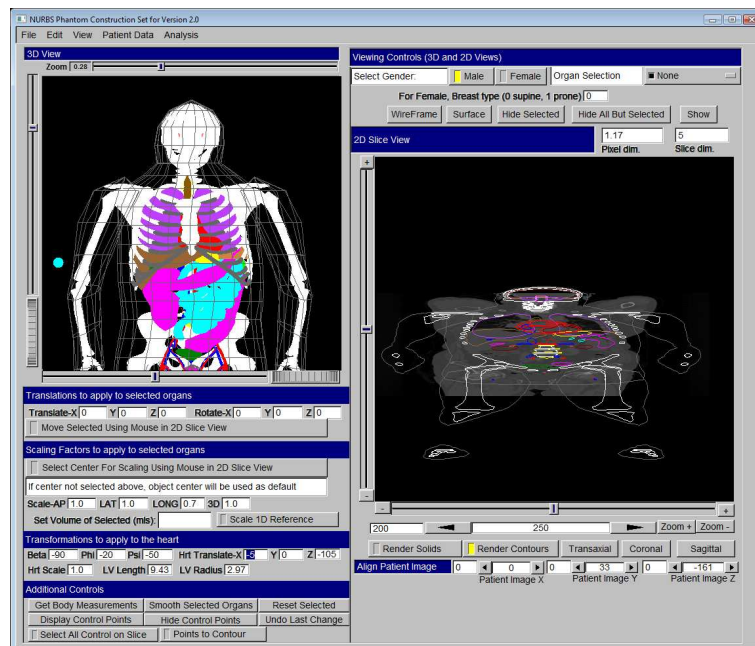 NURBS Phantom Construction Set for Version 2.0
File Edit View Patient Data Analysis
3D View
Zoom 0.28
Translations to apply to selected organs
Translate-X 0 Y 0 Z 0 Rotate-X 0 Y 0 Z 0
Move Selected Using Mouse in 2D Slice View
Scaling Factors to apply to selected organs
Select Center For Scaling Using Mouse in 2D Slice View
If center not selected above, object center will be used as default
Scale-AP 1.0 LAT 1.0 LONG 0.7 3D 1.0
Set Volume of Selected (mls): Scale 1D Reference
Transformations to apply to the heart
Beta -90 Phi -20 Psi -50 Hrt Translate-X -5 Y 0 Z -105
Hrt Scale 1.0 LV Length 9.43 LV Radius 2.97
Additional Controls
Get Body Measurements Smooth Selected Organs Reset Selected
Display Control Points Hide Control Points Undo Last Change
Select All Control on Slice Points to Contour
Viewing Controls (3D and 2D Views)
Select Gender: Male Female Organ Selection None
For Female, Breast type (0 supine, 1 prone) 0
WireFrame Surface Hide Selected Hide All But Selected Show
2D Slice View 1.17 5
Pixel dim. Slice dim.
200 250 Zoom + Zoom -
Render Solids Render Contours Transaxial Coronal Sagittal
Align Patient Image 0 0 0 33 0 -161
Patient Image X Patient Image Y Patient Image Z